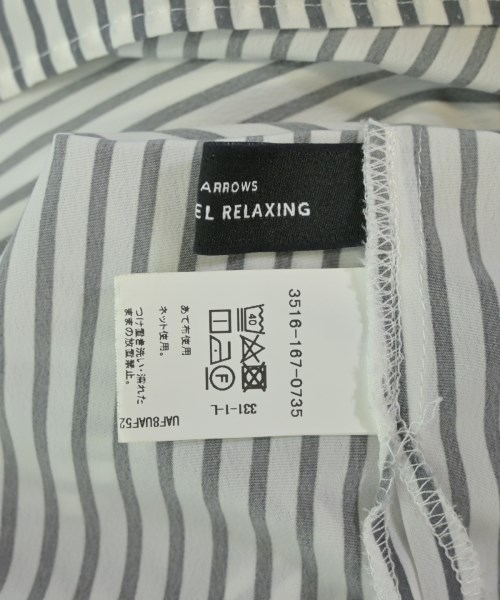 ARROWS
EL RELAXING
3516-167-0735
40
F
331-1-L
あて布使用
ネット使用。
つけ置き洗い・濡れた
ままの放置禁止。
UAF8UAF52